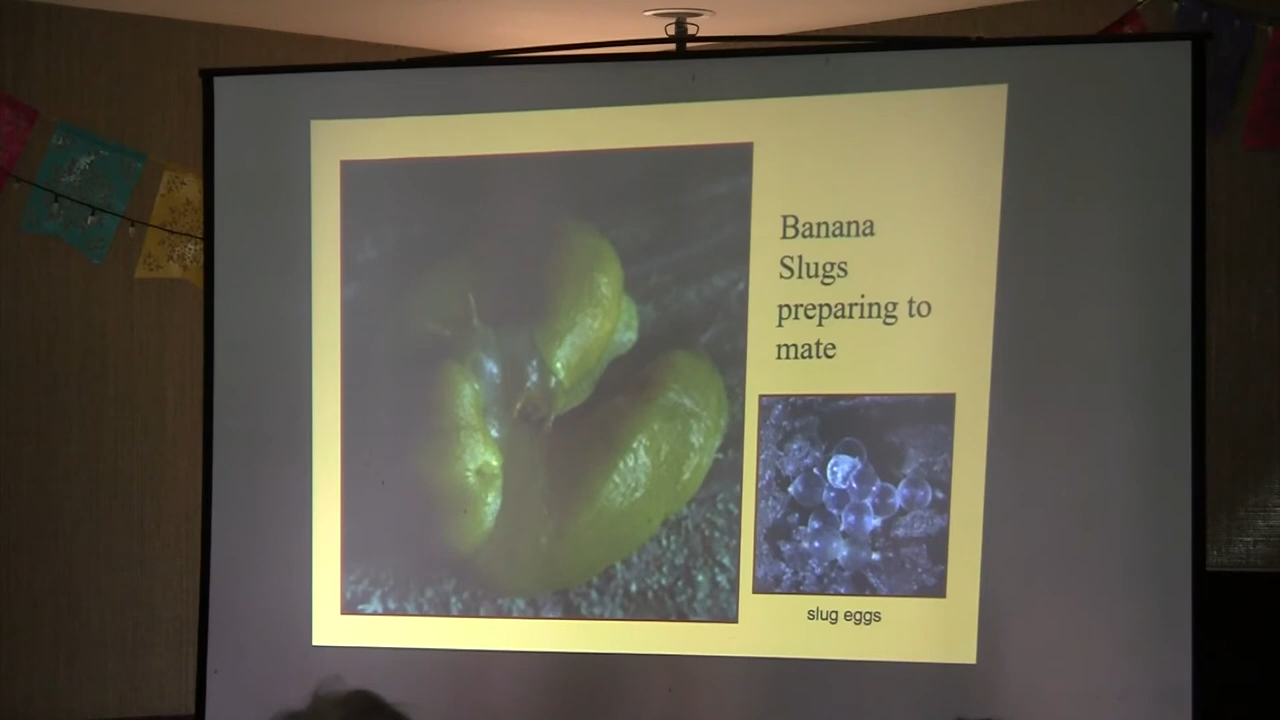 Banana
Slugs
preparing to
mate
slug eggs